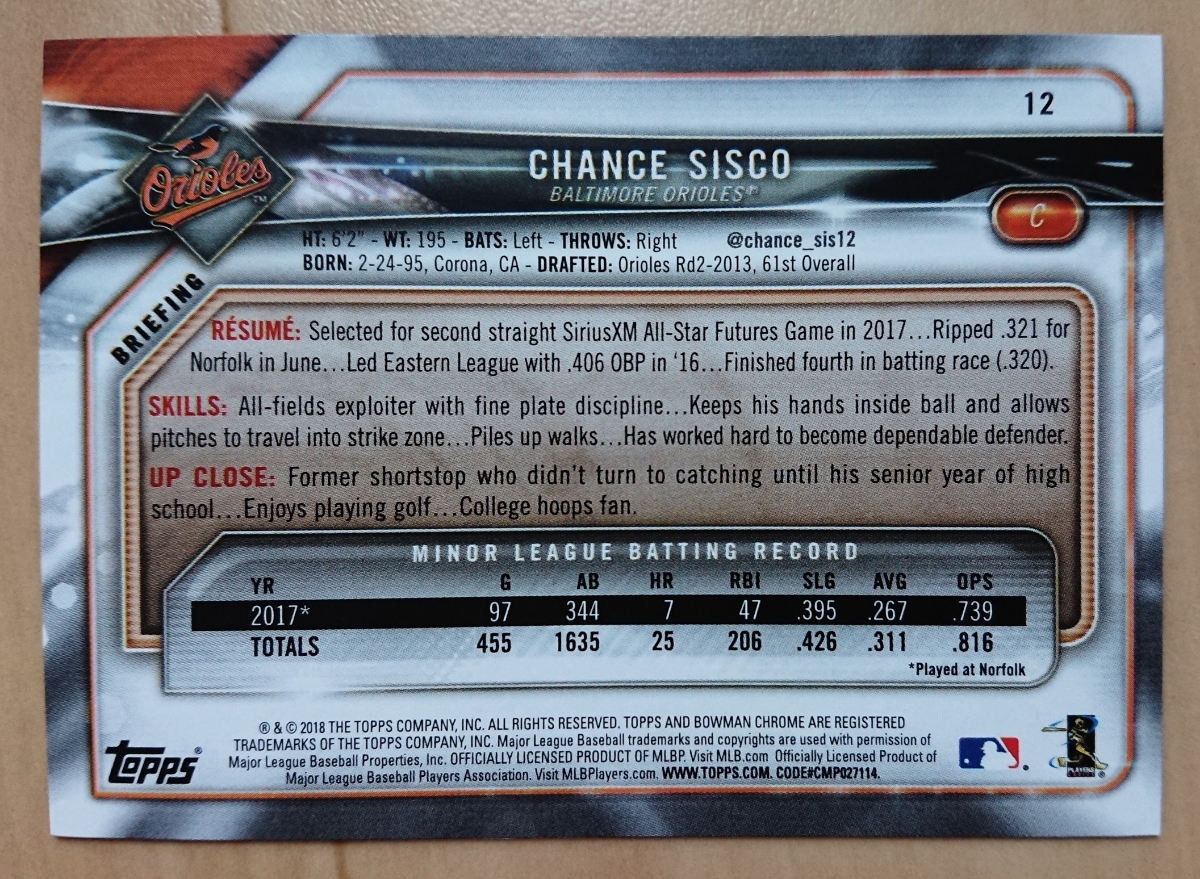 12
Orioles™
CHANCE SISCO
BALTIMORE ORIOLES®
C
HT: 6'2" - WT: 195 - BATS: Left - THROWS: Right @chance_sis12
BORN: 2-24-95, Corona, CA - DRAFTED: Orioles Rd2-2013, 61st Overall
BRIEFING
RÉSUMÉ: Selected for second straight SiriusXM All-Star Futures Game in 2017...Ripped .321 for
Norfolk in June...Led Eastern League with .406 OBP in '16...Finished fourth in batting race (.320).
SKILLS: All-fields exploiter with fine plate discipline...Keeps his hands inside ball and allows
pitches to travel into strike zone...Piles up walks...Has worked hard to become dependable defender.
UP CLOSE: Former shortstop who didn't turn to catching until his senior year of high
school...Enjoys playing golf...College hoops fan.
MINOR LEAGUE BATTING RECORD
YR G AB HR RBI SLG AVG OPS
2017* 97 344 7 47 .395 .267 .739
TOTALS 455 1635 25 206 .426 .311 .816
*Played at Norfolk
® & © 2018 THE TOPPS COMPANY, INC. ALL RIGHTS RESERVED. TOPPS AND BOWMAN CHROME ARE REGISTERED
TRADEMARKS OF THE TOPPS COMPANY, INC. Major League Baseball trademarks and copyrights are used with permission of
Major League Baseball Properties, Inc. OFFICIALLY LICENSED PRODUCT OF MLBP. Visit MLB.com Officially Licensed Product of
Major League Baseball Players Association. Visit MLBPlayers.com. WWW.TOPPS.COM. CODE#CMP027114.
TOPPS®
PLAYERS